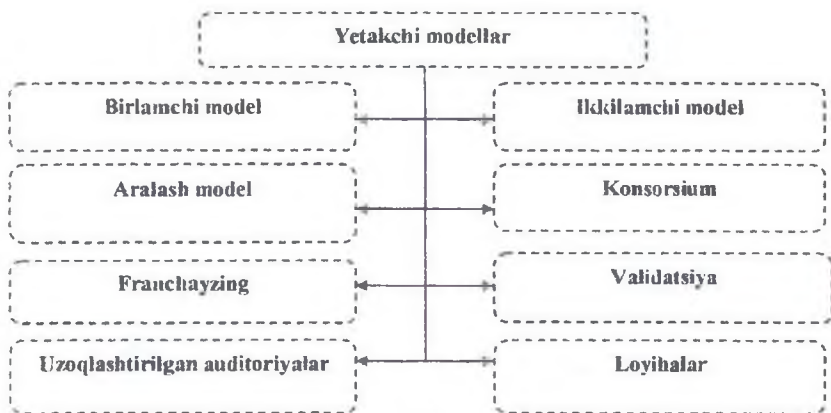 Yetakchi modellar
Birlamchi model
Ikkilamchi model
Aralash model
Konsorsium
Franchayzing
Validatsiya
Uzoqlashtirilgan auditoriyalar
Loyihalar